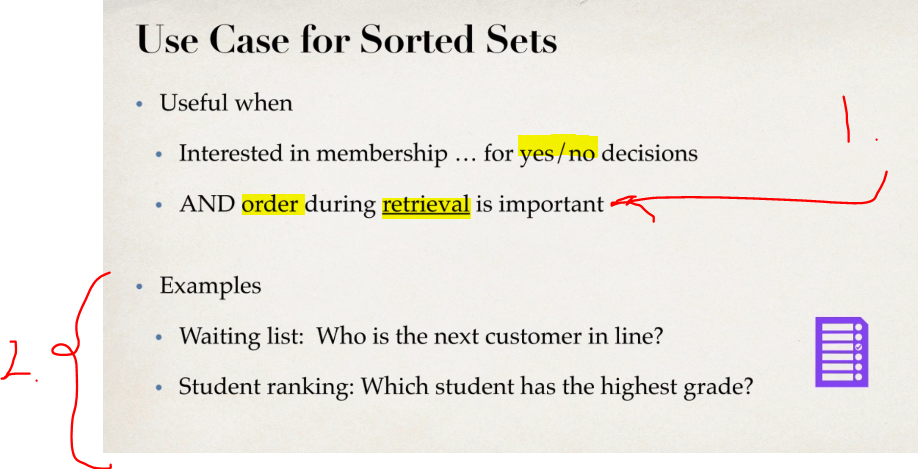 Use Case for Sorted Sets
• Useful when
1.
• Interested in membership … for yes/no decisions
• AND order during retrieval is important
• Examples
2.
• Waiting list: Who is the next customer in line?
• Student ranking: Which student has the highest grade?